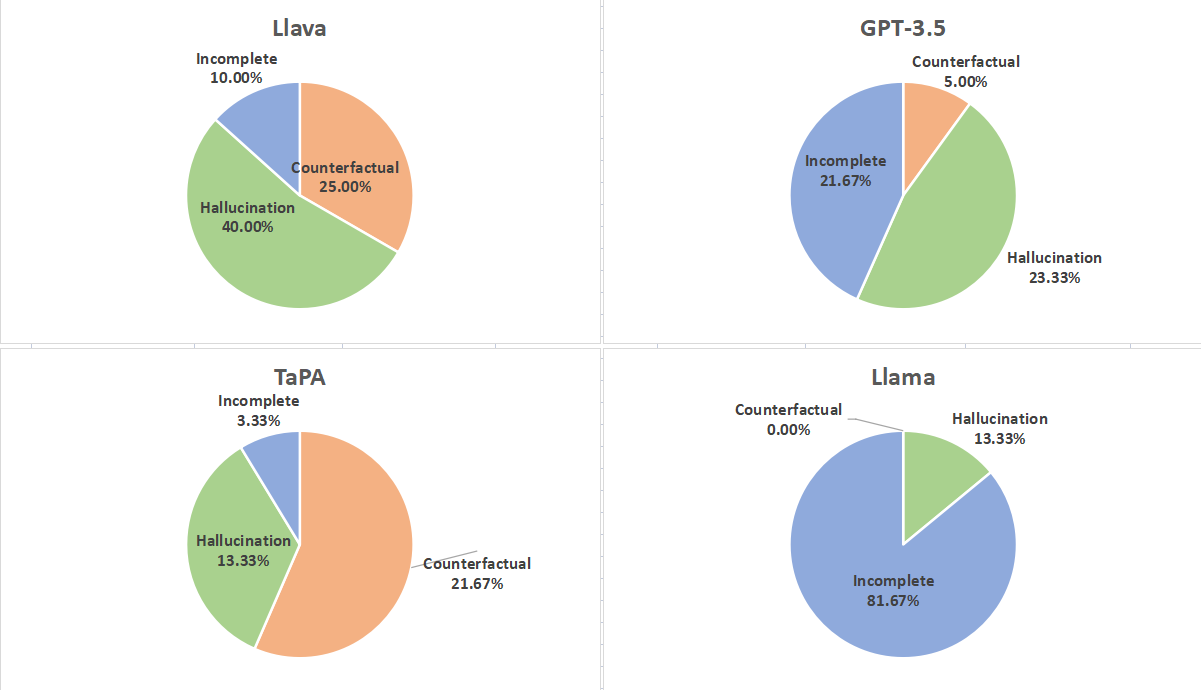 Llava
Incomplete
10.00%
Counterfactual
25.00%
Hallucination
40.00%
GPT-3.5
Counterfactual
5.00%
Incomplete
21.67%
Hallucination
23.33%
TaPA
Incomplete
3.33%
Hallucination
13.33%
Counterfactual
21.67%
Llama
Counterfactual
0.00%
Hallucination
13.33%
Incomplete
81.67%